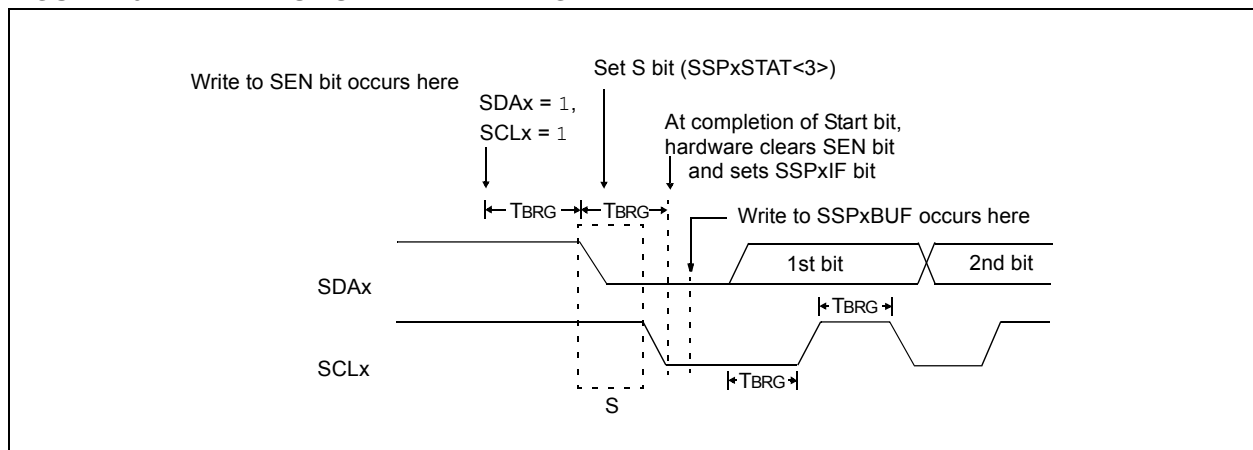 Write to SEN bit occurs here
Set S bit (SSPxSTAT<3>)
SDAx = 1,
SCLx = 1
At completion of Start bit,
hardware clears SEN bit
and sets SSPxIF bit
TBRG
TBRG
Write to SSPxBUF occurs here
SDAx
1st bit
2nd bit
TBRG
SCLx
TBRG
S